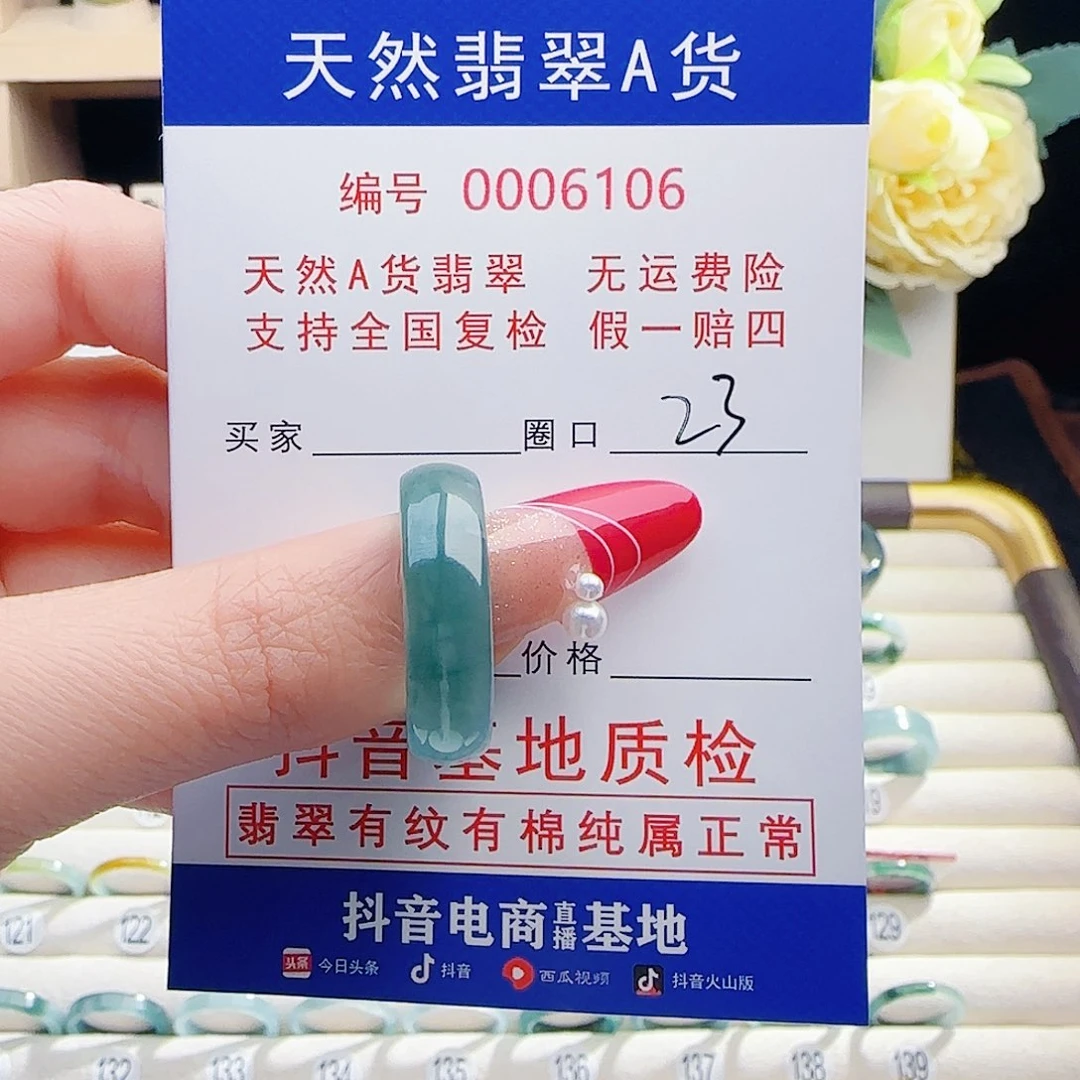 天然翡翠A货
编号 0006106
天然A货翡翠 无运费险
支持全国复检 假一赔四
买家 圈口 23
价格
抖音基地质检
翡翠有纹有棉纯属正常
抖音电商直播基地
头条 今日头条 抖音 西瓜视频 抖音火山版
121 122 129
132 133 134 135 136 137 138 139